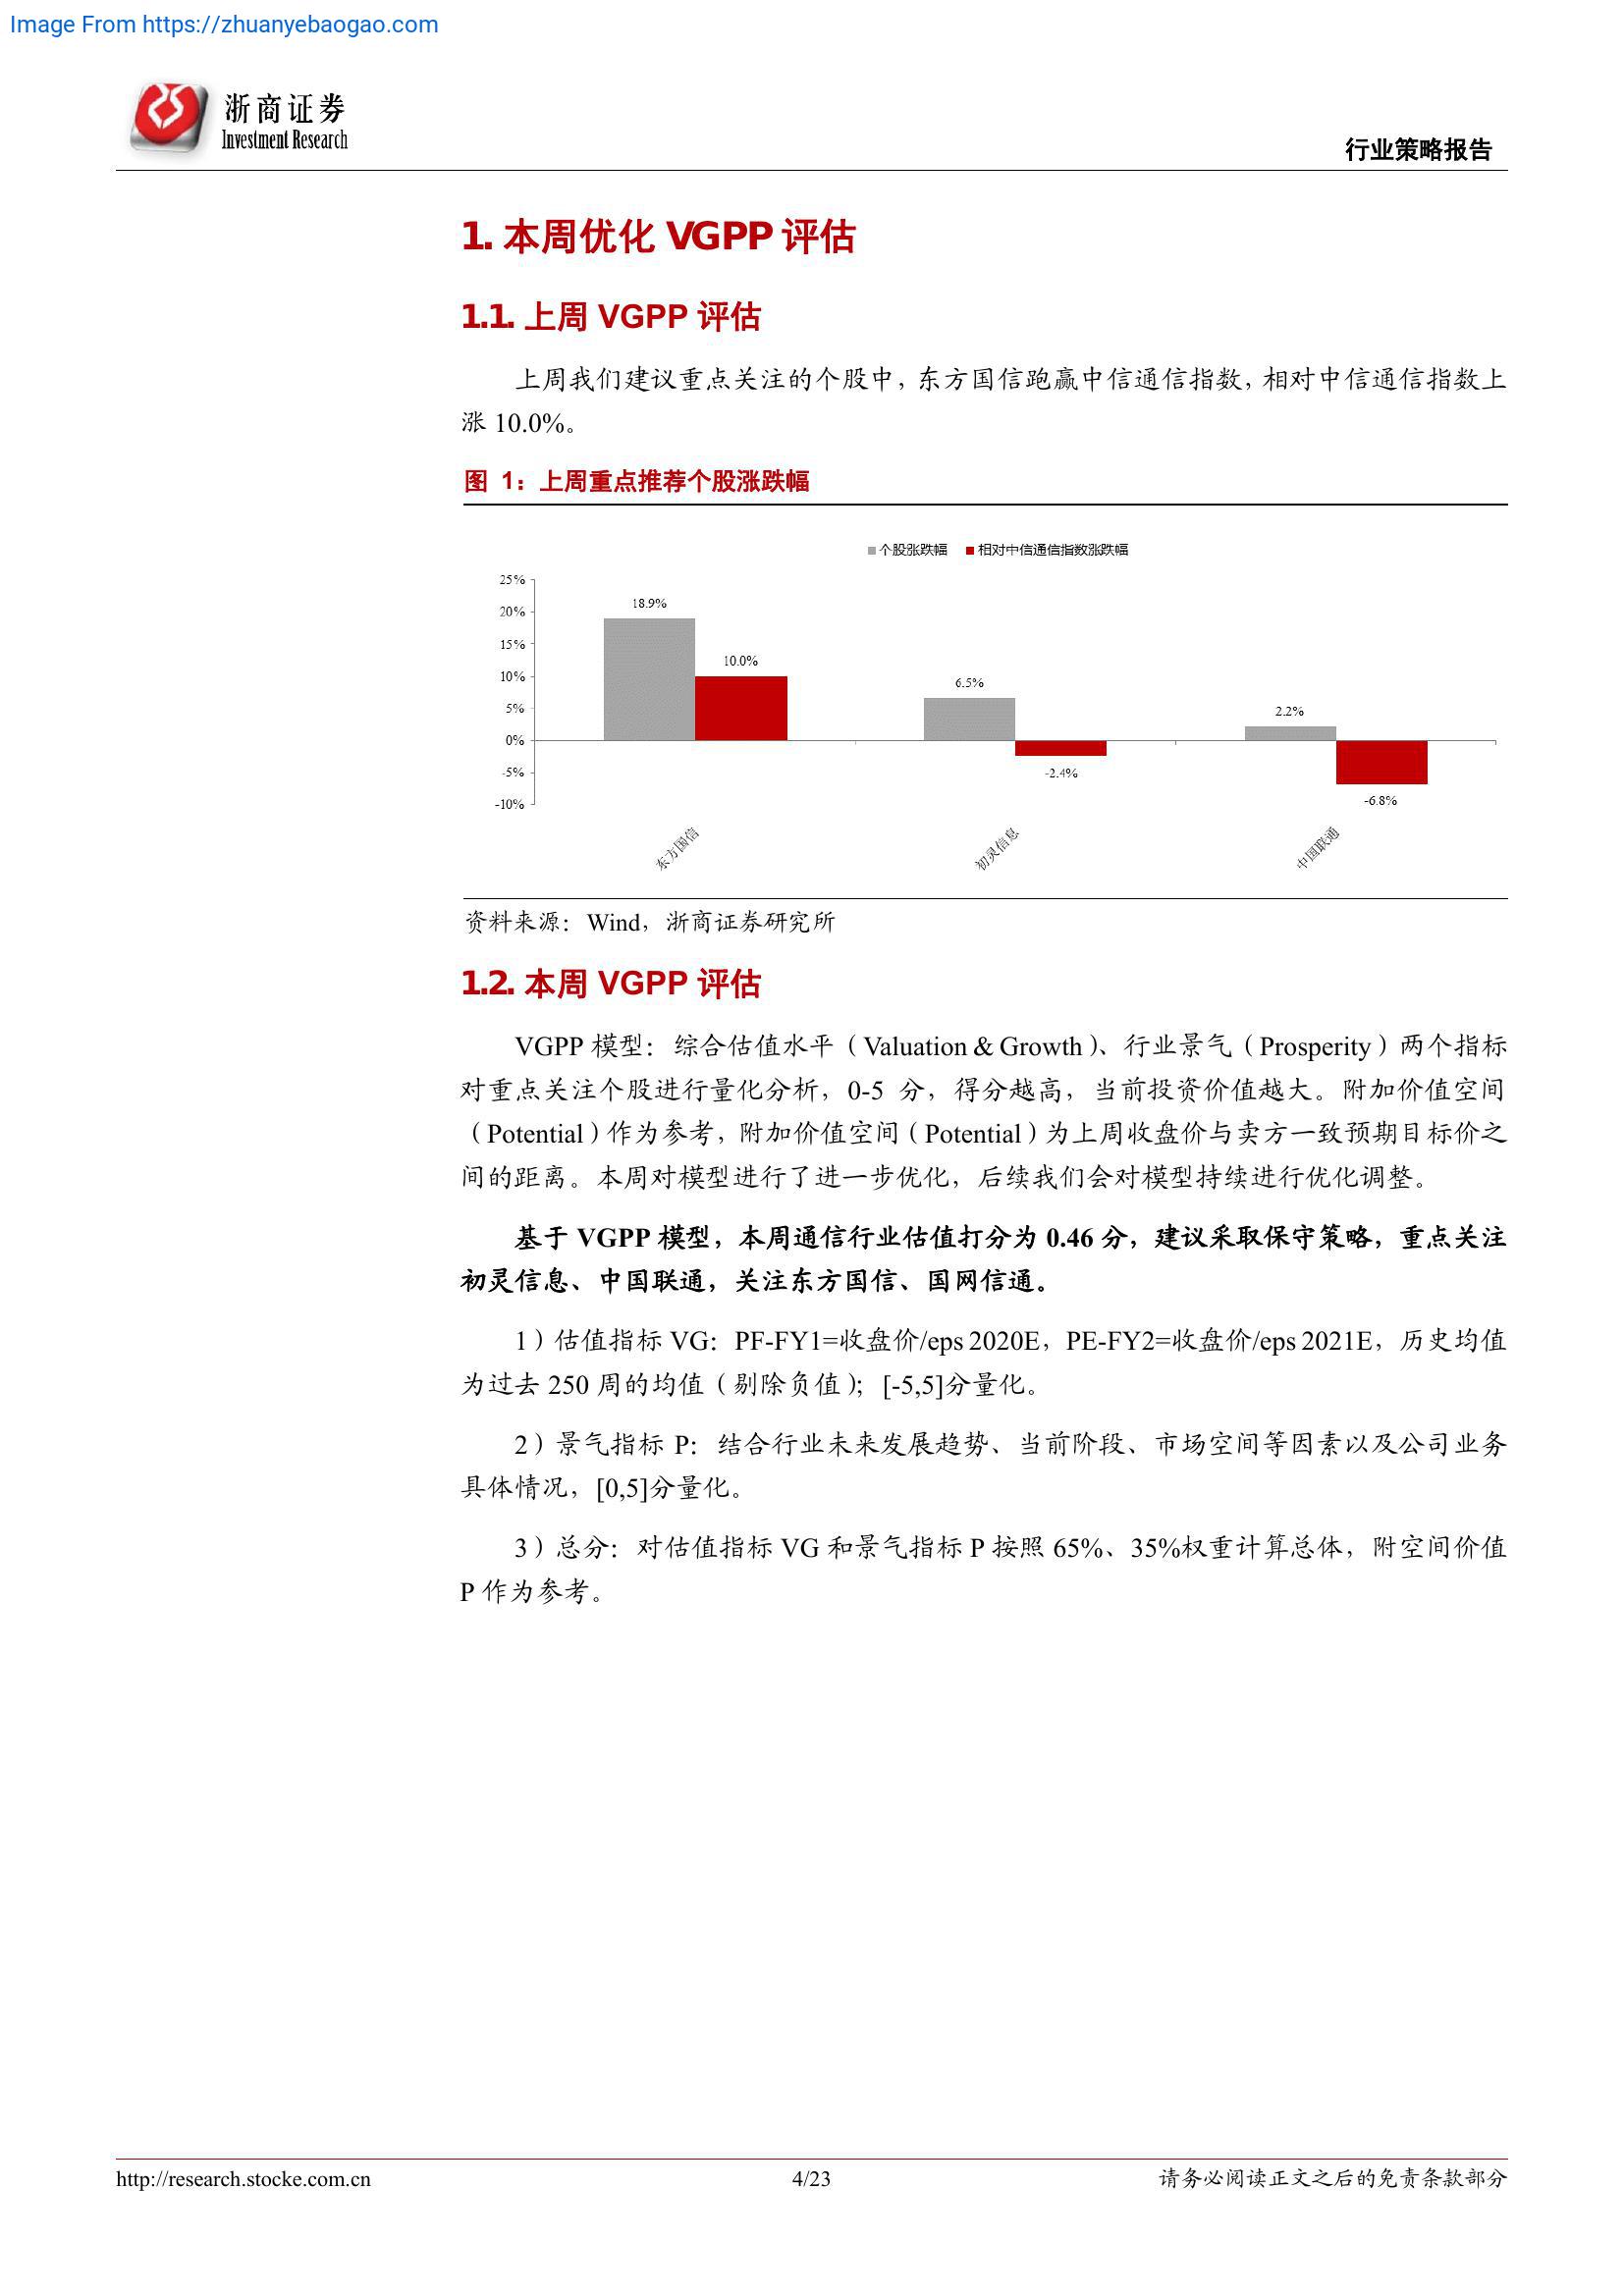 Image From https://zhuanyebaogao.com
浙商证券
Investment Research
行业策略报告
1. 本周优化 VGPP 评估
1.1. 上周 VGPP 评估
上周我们建议重点关注的个股中，东方国信跑赢中信通信指数，相对中信通信指数上
涨 10.0%。
图 1：上周重点推荐个股涨跌幅
个股涨跌幅 相对中信通信指数涨跌幅
25%
20%
15%
10%
5%
0%
-5%
-10%
18.9%
10.0%
6.5%
-2.4%
2.2%
-6.8%
东方国信
初灵信息
中国联通
资料来源：Wind，浙商证券研究所
1.2. 本周 VGPP 评估
VGPP 模型：综合估值水平（Valuation & Growth）、行业景气（Prosperity）两个指标
对重点关注个股进行量化分析，0-5 分，得分越高，当前投资价值越大。附加价值空间
（Potential）作为参考，附加价值空间（Potential）为上周收盘价与卖方一致预期目标价之
间的距离。本周对模型进行了进一步优化，后续我们会对模型持续进行优化调整。
基于 VGPP 模型，本周通信行业估值打分为 0.46 分，建议采取保守策略，重点关注
初灵信息、中国联通，关注东方国信、国网信通。
1）估值指标 VG：PF-FY1=收盘价/eps 2020E，PE-FY2=收盘价/eps 2021E，历史均值
为过去 250 周的均值（剔除负值）；[-5,5]分量化。
2）景气指标 P：结合行业未来发展趋势、当前阶段、市场空间等因素以及公司业务
具体情况，[0,5]分量化。
3）总分：对估值指标 VG 和景气指标 P 按照 65%、35%权重计算总体，附空间价值
P 作为参考。
http://research.stocke.com.cn
4/23
请务必阅读正文之后的免责条款部分